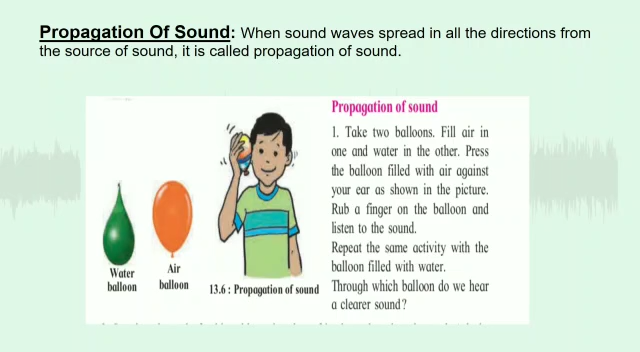 Propagation Of Sound: When sound waves spread in all the directions from
the source of sound, it is called propagation of sound.
Propagation of sound
1. Take two balloons. Fill air in
one and water in the other. Press
the balloon filled with air against
your ear as shown in the picture.
Rub a finger on the balloon and
listen to the sound.
Repeat the same activity with the
balloon filled with water.
Through which balloon do we hear
a clearer sound?
Water
balloon
Air
balloon
13.6 : Propagation of sound